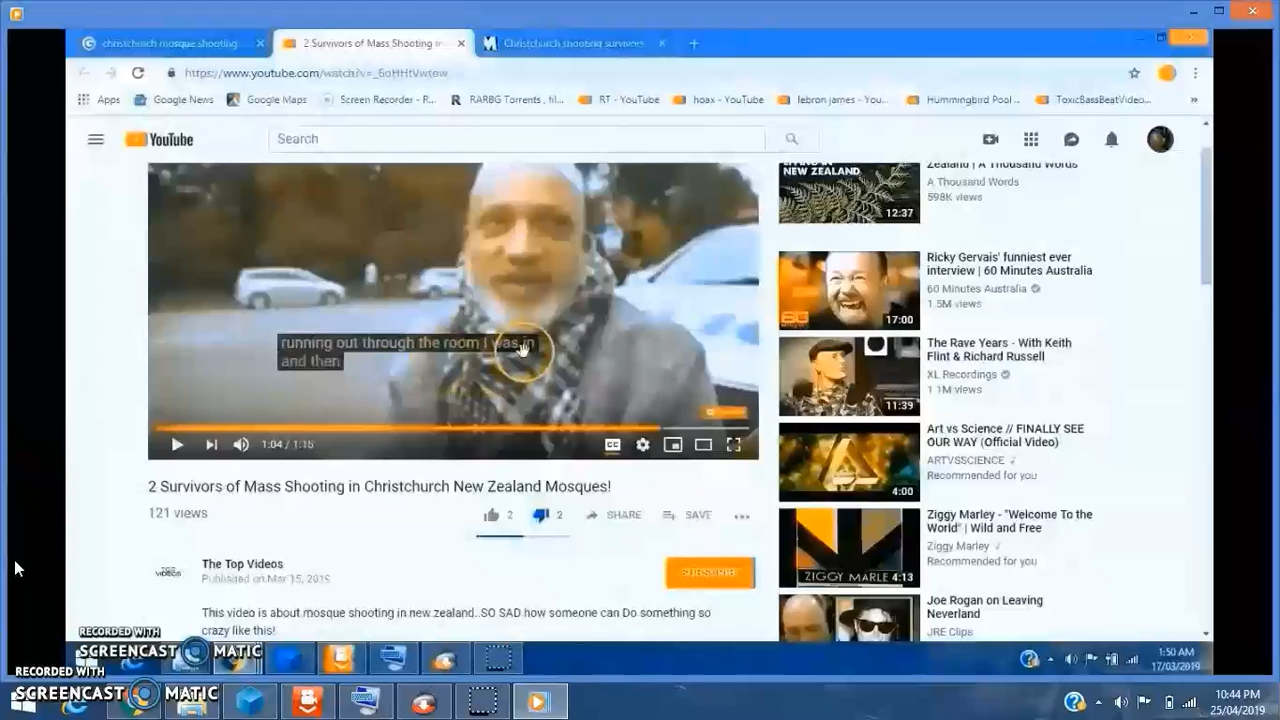 christchurch mosque shooting
2 Survivors of Mass Shooting in
Christchurch shooting survivors
Apps
Google News
Google Maps
Screen Recorder - R...
RARBG Torrents , fil...
RT - YouTube
hoax - YouTube
lebron james - You...
Hummingbird Pool ...
ToxicBassBeatVideo...
YouTube
Search
NEW ZEALAND
12:37
Zealand | A Thousand Words
A Thousand Words
598K views
running out through the room I was in
and then
1:04 / 1:15
17:00
Ricky Gervais' funniest ever
interview | 60 Minutes Australia
60 Minutes Australia
1.5M views
11:39
The Rave Years - With Keith
Flint & Richard Russell
XL Recordings
1.1M views
4:00
Art vs Science // FINALLY SEE
OUR WAY (Official Video)
ARTVSSCIENCE
Recommended for you
ZIGGY MARLE
4:13
Ziggy Marley - "Welcome To the
World" | Wild and Free
Ziggy Marley
Recommended for you
Joe Rogan on Leaving
Neverland
JRE Clips
2 Survivors of Mass Shooting in Christchurch New Zealand Mosques!
121 views
2
2
SHARE
SAVE
The Top Videos
Published on Mar 15, 2019
SUBSCRIBE
This video is about mosque shooting in new zealand..SO SAD how someone can Do something so
crazy like this!
RECORDED WITH
SCREENCAST MATIC
1:50 AM
17/03/2019
RECORDED WITH
SCREENCAST MATIC
10:44 PM
25/04/2019